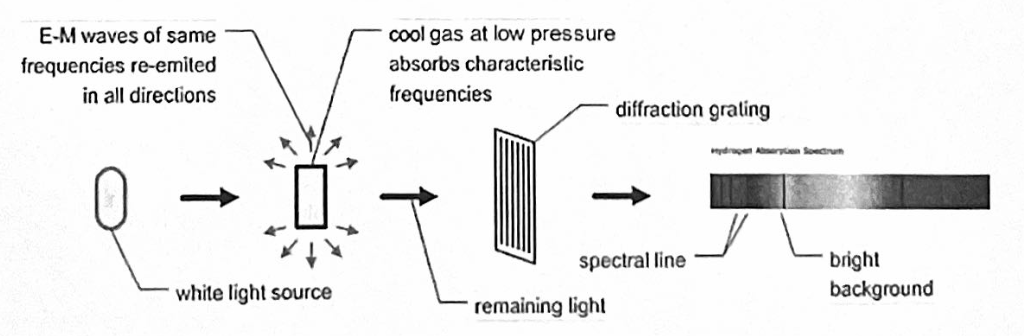 E-M waves of same
frequencies re-emited
in all directions
cool gas at low pressure
absorbs characteristic
frequencies
diffraction grating
Hydrogen Absorption Spectrum
white light source
remaining light
spectral line
bright
background